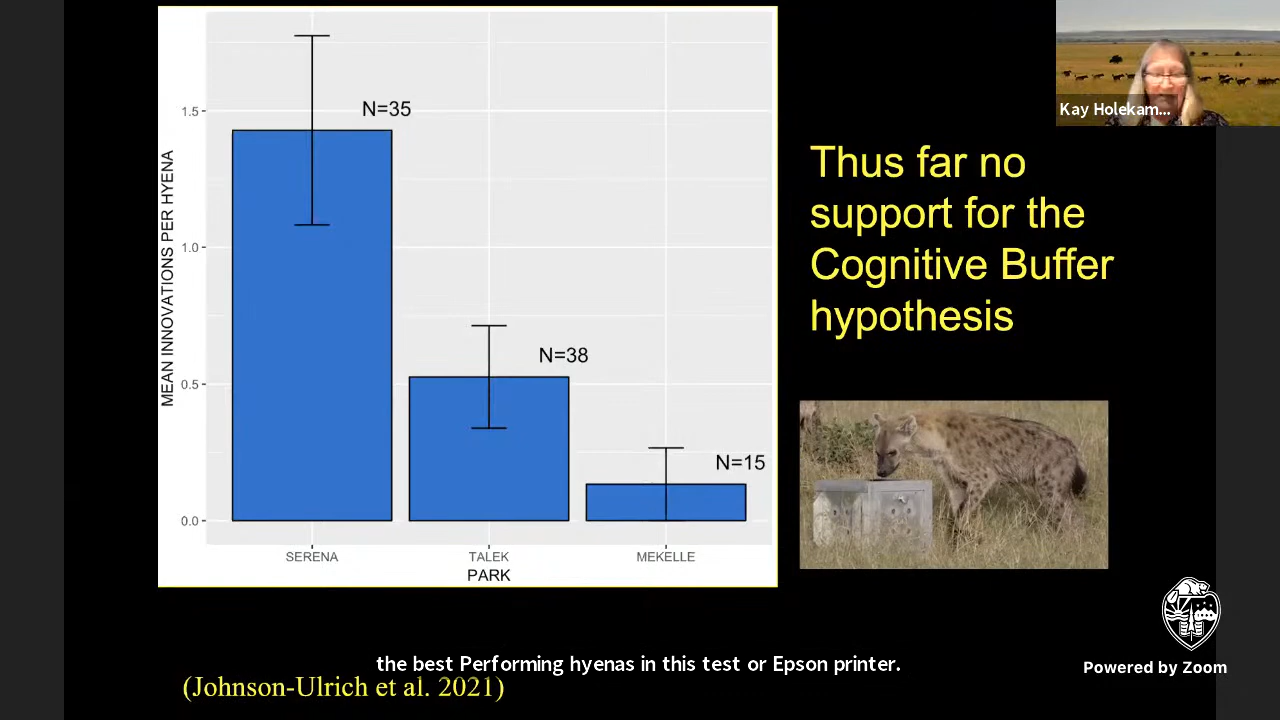 Kay Holekam...
MEAN INNOVATIONS PER HYENA
1.5
1.0
0.5
0.0
N=35
N=38
N=15
SERENA
TALEK
MEKELLE
PARK
Thus far no
support for the
Cognitive Buffer
hypothesis
the best Performing hyenas in this test or Epson printer.
(Johnson-Ulrich et al. 2021)
Powered by Zoom